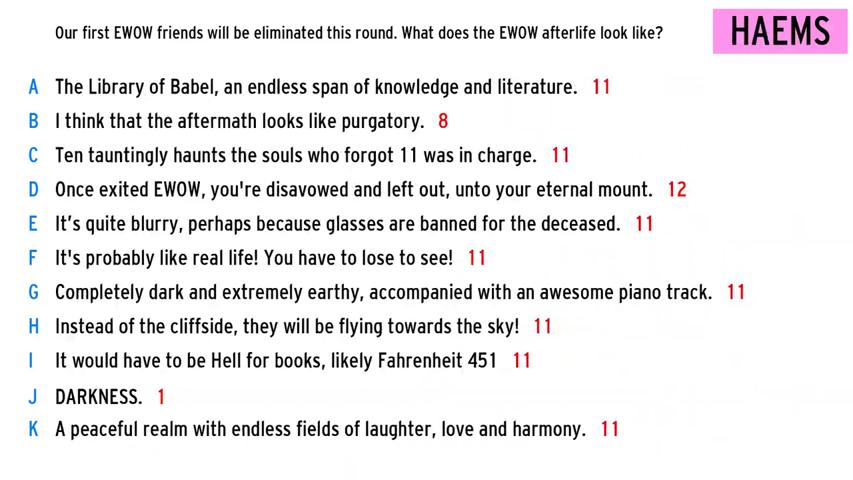 Our first EWOW friends will be eliminated this round. What does the EWOW afterlife look like?
HAEMS
A The Library of Babel, an endless span of knowledge and literature. 11
B I think that the aftermath looks like purgatory. 8
C Ten tauntingly haunts the souls who forgot 11 was in charge. 11
D Once exited EWOW, you're disavowed and left out, unto your eternal mount. 12
E It’s quite blurry, perhaps because glasses are banned for the deceased. 11
F It's probably like real life! You have to lose to see! 11
G Completely dark and extremely earthy, accompanied with an awesome piano track. 11
H Instead of the cliffside, they will be flying towards the sky! 11
I It would have to be Hell for books, likely Fahrenheit 451 11
J DARKNESS. 1
K A peaceful realm with endless fields of laughter, love and harmony. 11